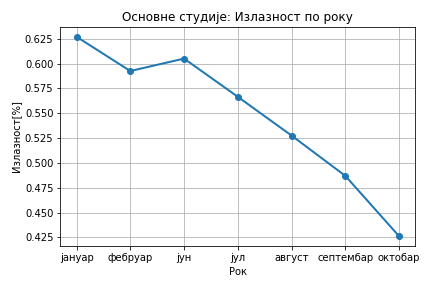 Основне студије: Излазност по року
Излазност[%]
0.625
0.600
0.575
0.550
0.525
0.500
0.475
0.450
0.425
јануар фебруар јун јул август септембар октобар
Рок